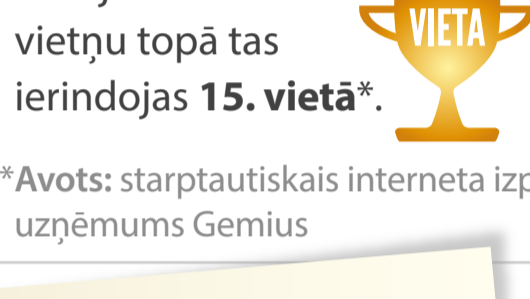 vietņu topā tas
ierindojas 15. vietā*.
VIETA
*Avots: starptautiskais interneta
uzņēmums Gemius